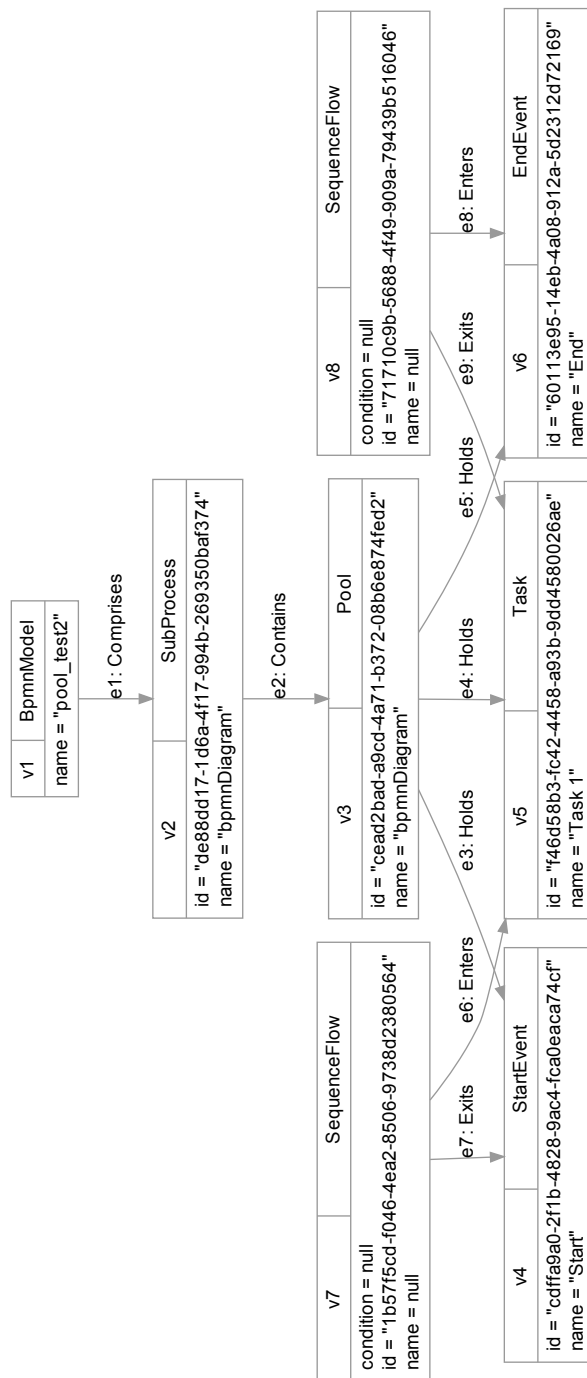 v1 BpmnModel
name = "pool_test2"
e1: Comprises
v2 SubProcess
id = "de88dd17-1d6a-4f17-994b-269350baf374"
name = "bpmnDiagram"
e2: Contains
v7 SequenceFlow
condition = null
id = "1b57f5cd-f046-4ea2-8506-9738d2380564"
name = null
v3 Pool
id = "cead2bad-a9cd-4a71-b372-08b6e874fed2"
name = "bpmnDiagram"
v8 SequenceFlow
condition = null
id = "71710c9b-5688-4f49-909a-79439b516046"
name = null
e7: Exits
e6: Enters
e3: Holds
e4: Holds
e5: Holds
e9: Exits
e8: Enters
v4 StartEvent
id = "cdffa9a0-2f1b-4828-9ac4-fca0eaca74cf"
name = "Start"
v5 Task
id = "f46d58b3-fc42-4458-a93b-9dd4580026ae"
name = "Task 1"
v6 EndEvent
id = "60113e95-14eb-4a08-912a-5d2312d72169"
name = "End"